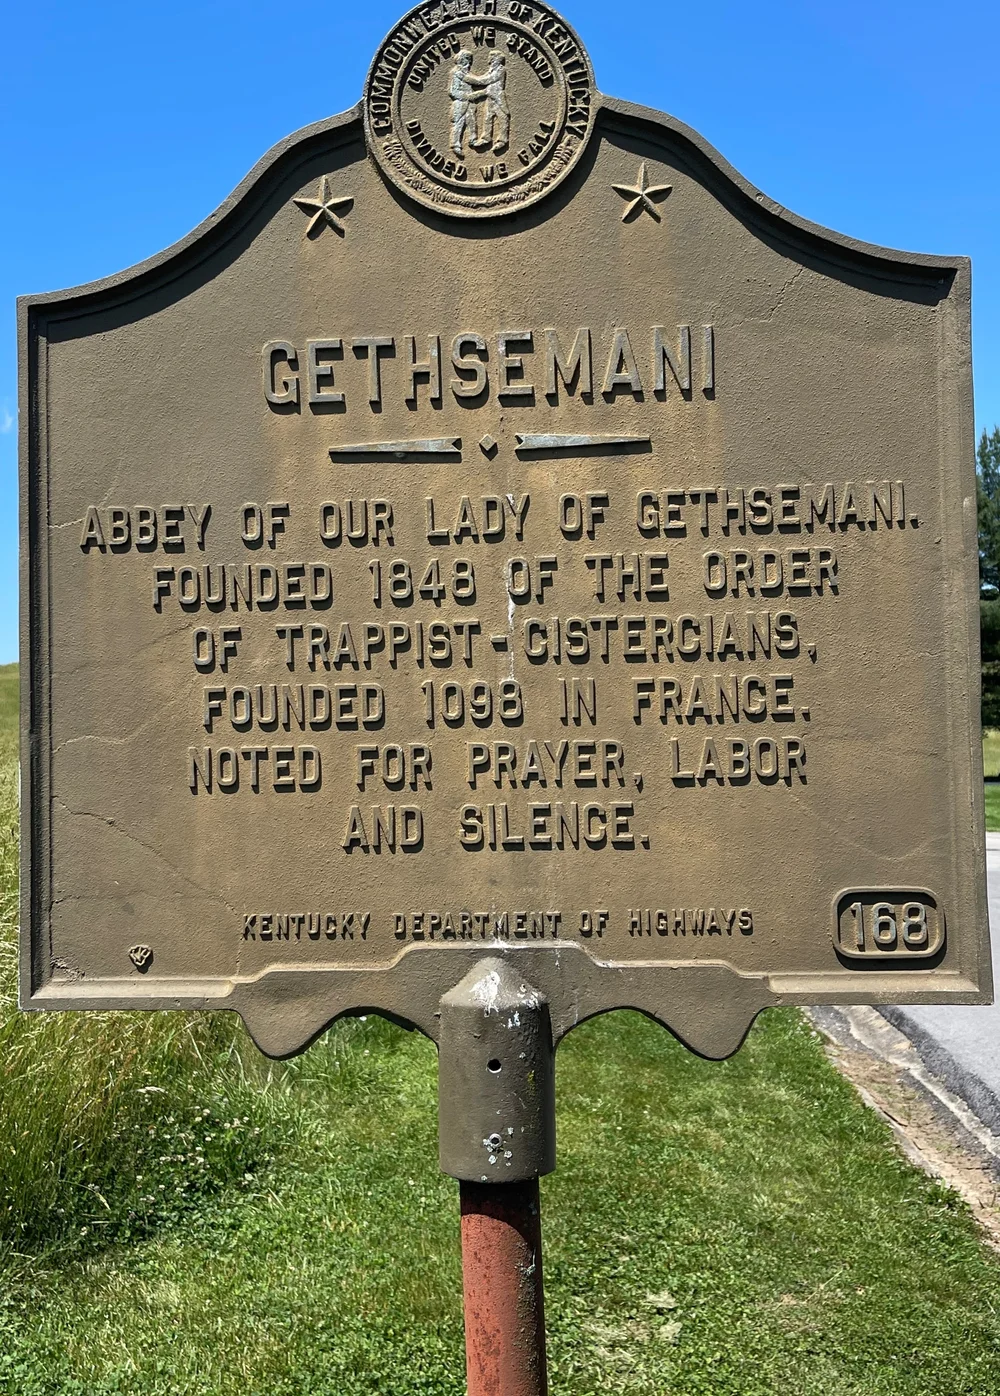 COMMONWEALTH OF KENTUCKY
UNITED WE STAND
DIVIDED WE FALL
GETHSEMANI
ABBEY OF OUR LADY OF GETHSEMANI.
FOUNDED 1848 OF THE ORDER
OF TRAPPIST-CISTERCIANS,
FOUNDED 1098 IN FRANCE.
NOTED FOR PRAYER, LABOR
AND SILENCE.
KENTUCKY DEPARTMENT OF HIGHWAYS
168